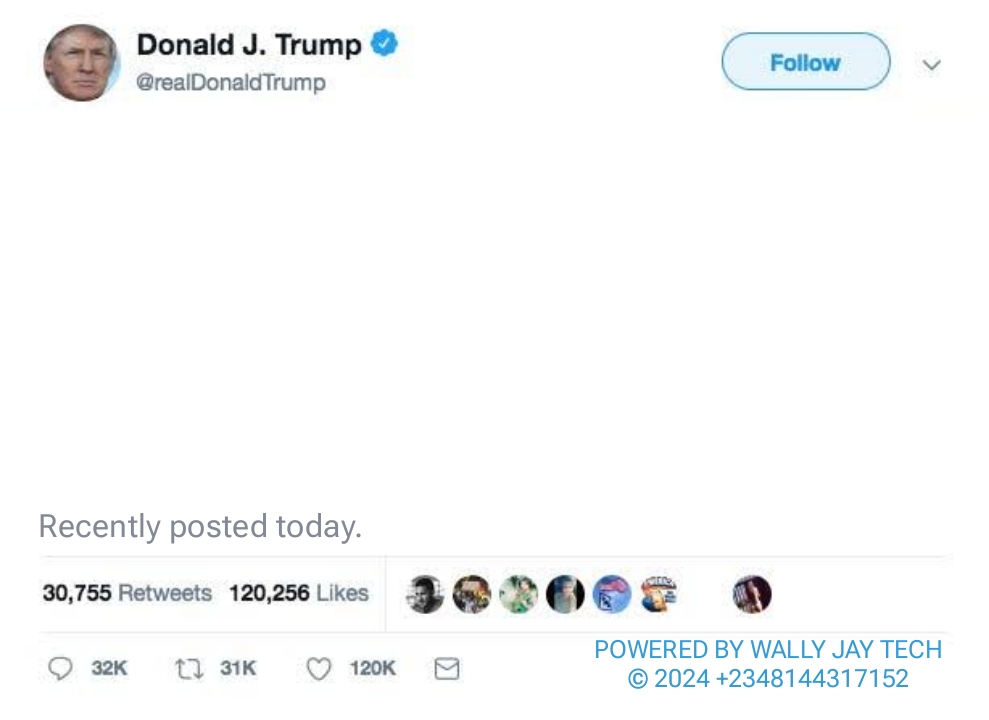 Donald J. Trump
@realDonaldTrump
Follow
Recently posted today.
30,755 Retweets 120,256 Likes
32K 31K 120K
POWERED BY WALLY JAY TECH
© 2024 +2348144317152